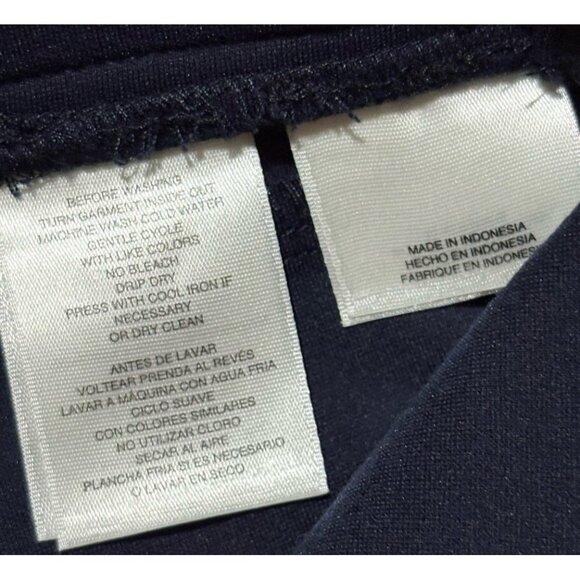 BEFORE WASHING
TURN GARMENT INSIDE OUT
MACHINE WASH COLD WATER
GENTLE CYCLE
WITH LIKE COLORS
NO BLEACH
DRIP DRY
PRESS WITH COOL IRON IF
NECESSARY
OR DRY CLEAN
ANTES DE LAVAR
VOLTEAR PRENDA AL REVÉS
LAVAR A MÁQUINA CON AGUA FRIA
CICLO SUAVE
CON COLORES SIMILARES
NO UTILIZAR CLORO
SECAR AL AIRE
PLANCHA FRIA SI ES NECESARIO
O LAVAR EN SECO
MADE IN INDONESIA
HECHO EN INDONESIA
FABRIQUE EN INDONES